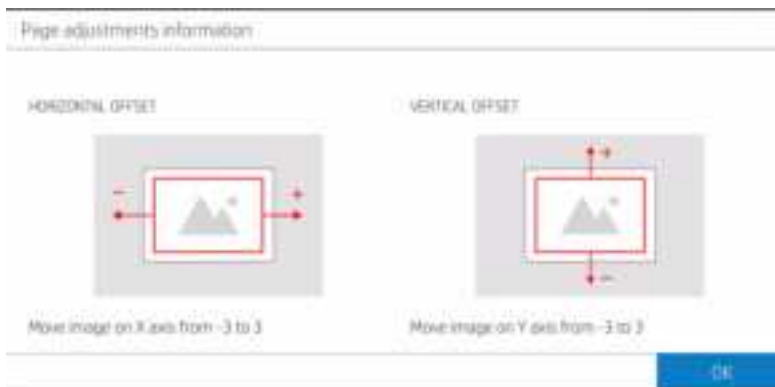 Page adjustments information
HORIZONTAL OFFSET
VERTICAL OFFSET
-
+
+
-
Move image on X axis from -3 to 3
Move image on Y axis from -3 to 3
OK